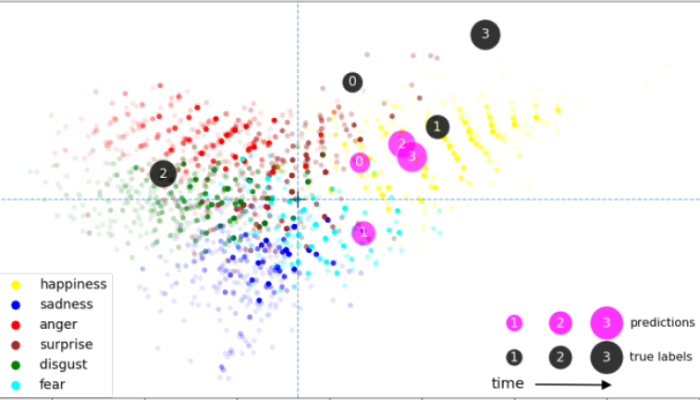 3
0
1
2
3
0
2
1
happiness
sadness
anger
surprise
disgust
fear
1 2 3 predictions
1 2 3 true labels
time